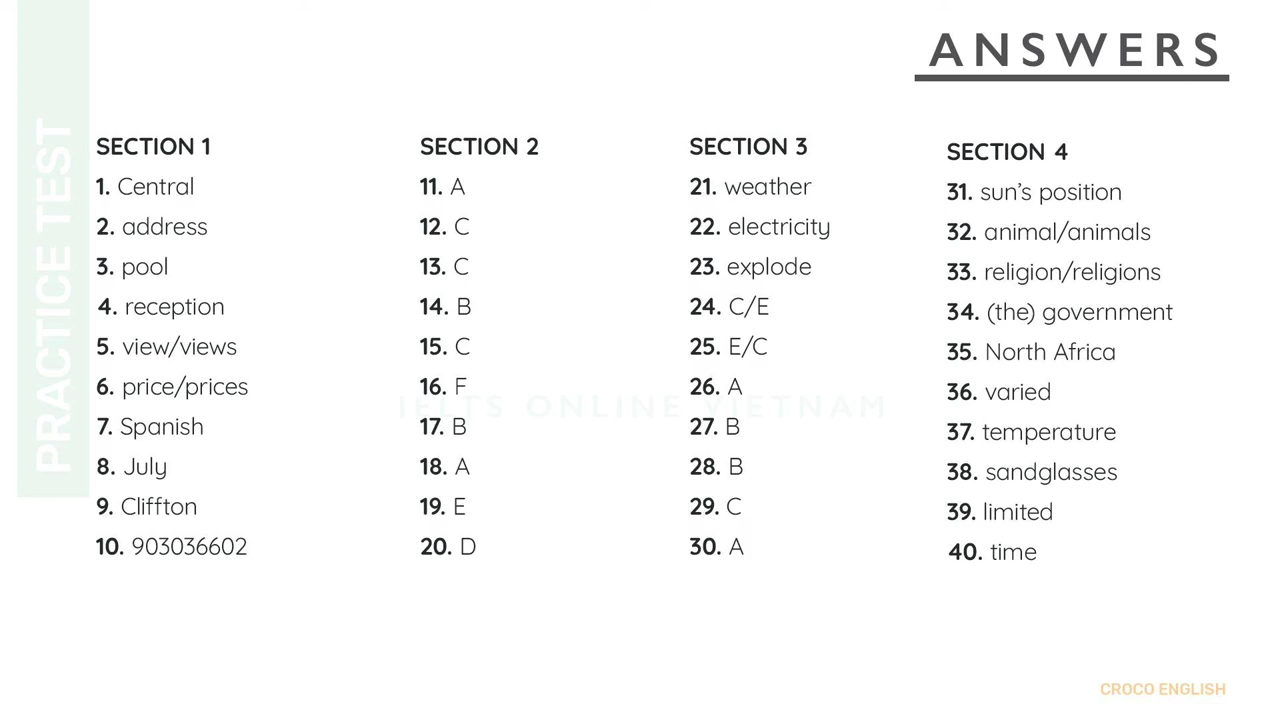 ANSWERS
PRACTICE TEST
SECTION 1
1. Central
2. address
3. pool
4. reception
5. view/views
6. price/prices
7. Spanish
8. July
9. Cliffton
10. 903036602
SECTION 2
11. A
12. C
13. C
14. B
15. C
16. F
17. B
18. A
19. E
20. D
SECTION 3
21. weather
22. electricity
23. explode
24. C/E
25. E/C
26. A
27. B
28. B
29. C
30. A
SECTION 4
31. sun's position
32. animal/animals
33. religion/religions
34. (the) government
35. North Africa
36. varied
37. temperature
38. sandglasses
39. limited
40. time
IELTS ONLINE VIETNAM
CROCO ENGLISH